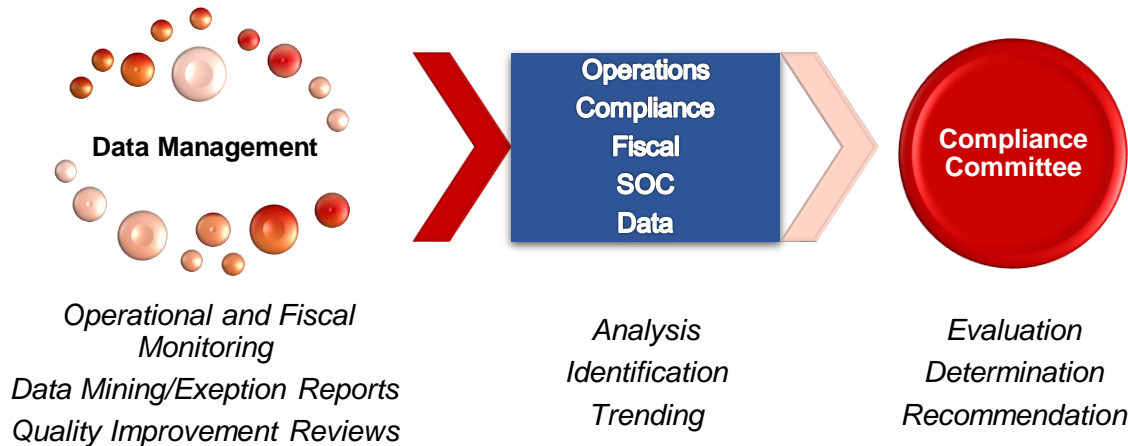 Data Management
Operational and Fiscal
Monitoring
Data Mining/Exeption Reports
Quality Improvement Reviews
Operations
Compliance
Fiscal
SOC
Data
Analysis
Identification
Trending
Compliance
Committee
Evaluation
Determination
Recommendation